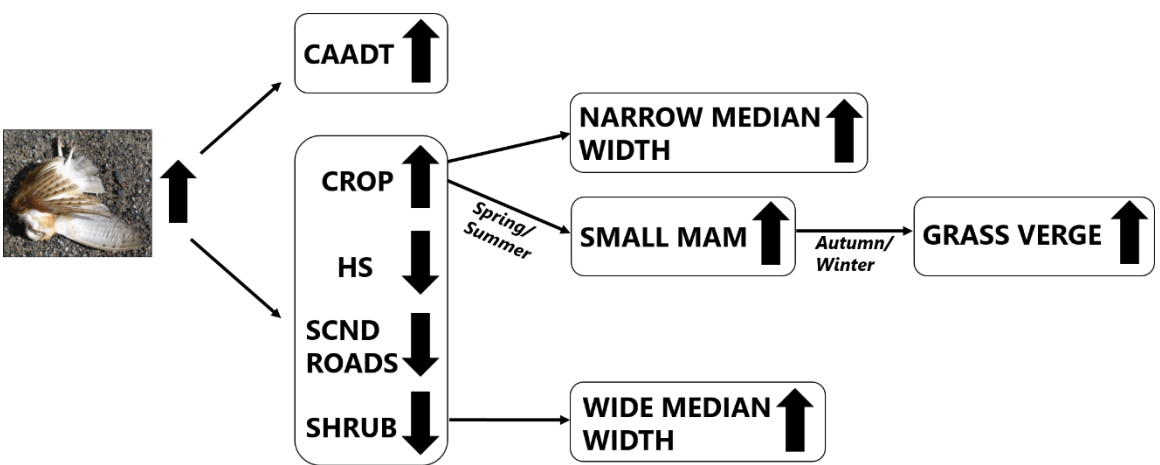 CAADT
NARROW MEDIAN
WIDTH
CROP
Spring/
Summer
SMALL MAM
Autumn/
Winter
GRASS VERGE
HS
SCND
ROADS
SHRUB
WIDE MEDIAN
WIDTH